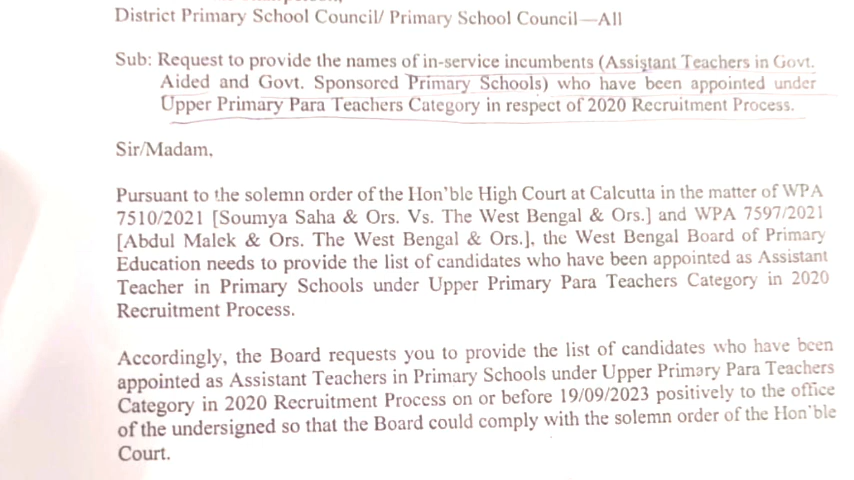 District Primary School Council/ Primary School Council—All
Sub: Request to provide the names of in-service incumbents (Assistant Teachers in Govt.
Aided and Govt. Sponsored Primary Schools) who have been appointed under
Upper Primary Para Teachers Category in respect of 2020 Recruitment Process.
Sir/Madam,
Pursuant to the solemn order of the Hon'ble High Court at Calcutta in the matter of WPA
7510/2021 [Soumya Saha & Ors. Vs. The West Bengal & Ors.] and WPA 7597/2021
[Abdul Malek & Ors. The West Bengal & Ors.], the West Bengal Board of Primary
Education needs to provide the list of candidates who have been appointed as Assistant
Teacher in Primary Schools under Upper Primary Para Teachers Category in 2020
Recruitment Process.
Accordingly, the Board requests you to provide the list of candidates who have been
appointed as Assistant Teachers in Primary Schools under Upper Primary Para Teachers
Category in 2020 Recruitment Process on or before 19/09/2023 positively to the office
of the undersigned so that the Board could comply with the solemn order of the Hon'ble
Court.